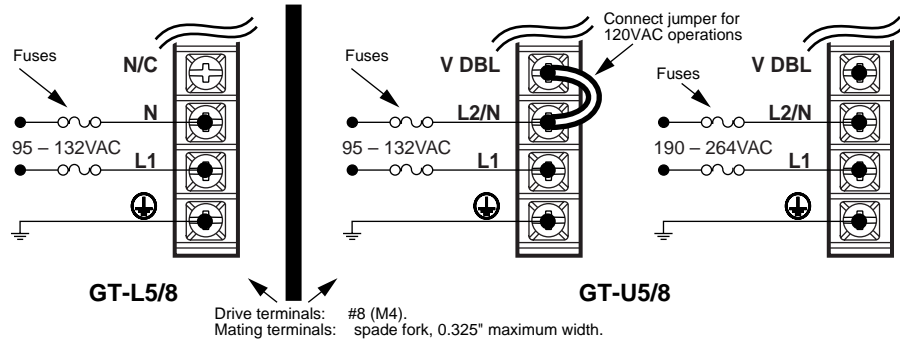 Connect jumper for
120VAC operations
Fuses
N/C
N
95 – 132VAC
L1
GT-L5/8
Fuses
V DBL
L2/N
95 – 132VAC
L1
Fuses
V DBL
L2/N
190 – 264VAC
L1
GT-U5/8
Drive terminals: #8 (M4).
Mating terminals: spade fork, 0.325" maximum width.